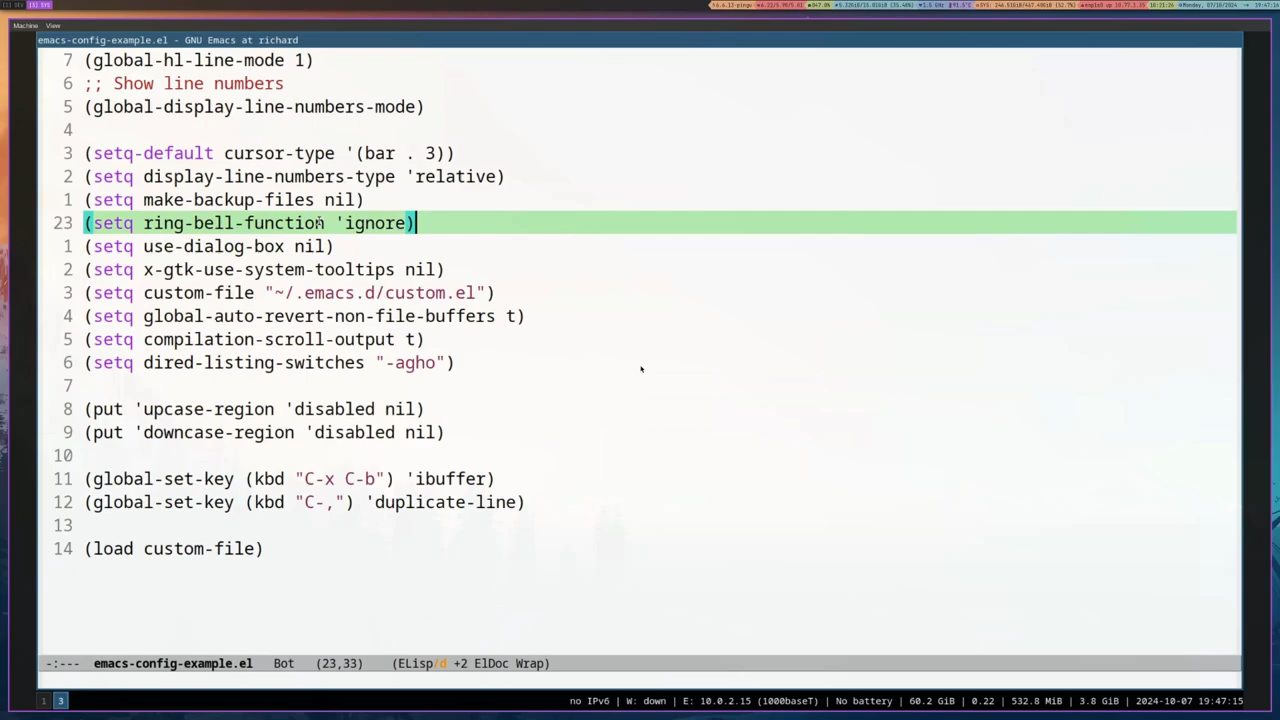 Machine View
emacs-config-example.el - GNU Emacs at richard
7 (global-hl-line-mode 1)
6 ;; Show line numbers
5 (global-display-line-numbers-mode)
4
3 (setq-default cursor-type '(bar . 3))
2 (setq display-line-numbers-type 'relative)
1 (setq make-backup-files nil)
23 (setq ring-bell-function 'ignore)
1 (setq use-dialog-box nil)
2 (setq x-gtk-use-system-tooltips nil)
3 (setq custom-file "~/.emacs.d/custom.el")
4 (setq global-auto-revert-non-file-buffers t)
5 (setq compilation-scroll-output t)
6 (setq dired-listing-switches "-agho")
7
8 (put 'upcase-region 'disabled nil)
9 (put 'downcase-region 'disabled nil)
10
11 (global-set-key (kbd "C-x C-b") 'ibuffer)
12 (global-set-key (kbd "C-,") 'duplicate-line)
13
14 (load custom-file)
-:--- emacs-config-example.el Bot (23,33) (ELisp/d +2 ElDoc Wrap)
1 3 no IPv6 | W: down | E: 10.0.2.15 (1000baseT) | No battery | 60.2 GiB | 0.22 | 532.8 MiB | 3.8 GiB | 2024-10-07 19:47:15